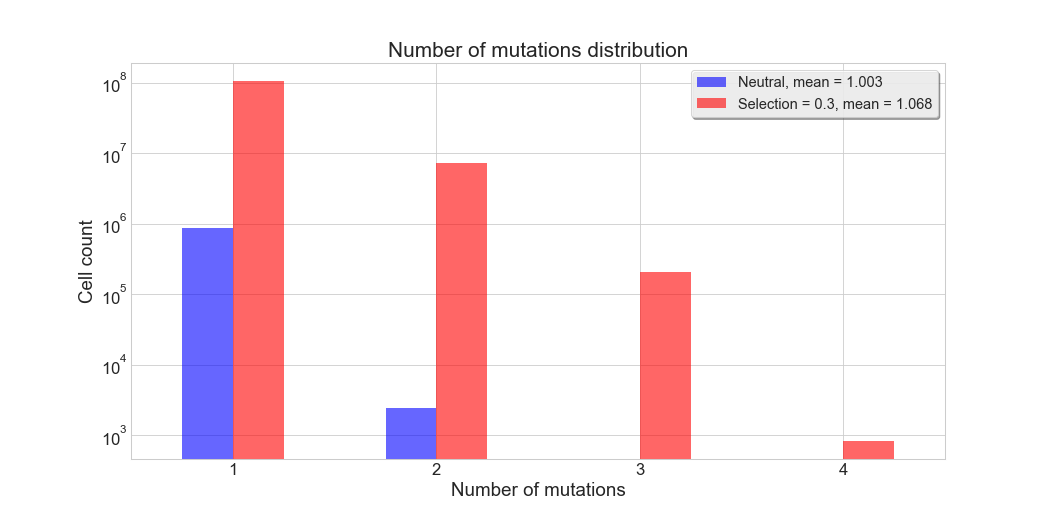 Number of mutations distribution
Neutral, mean = 1.003
Selection = 0.3, mean = 1.068
Cell count
10^8
10^7
10^6
10^5
10^4
10^3
1 2 3 4
Number of mutations